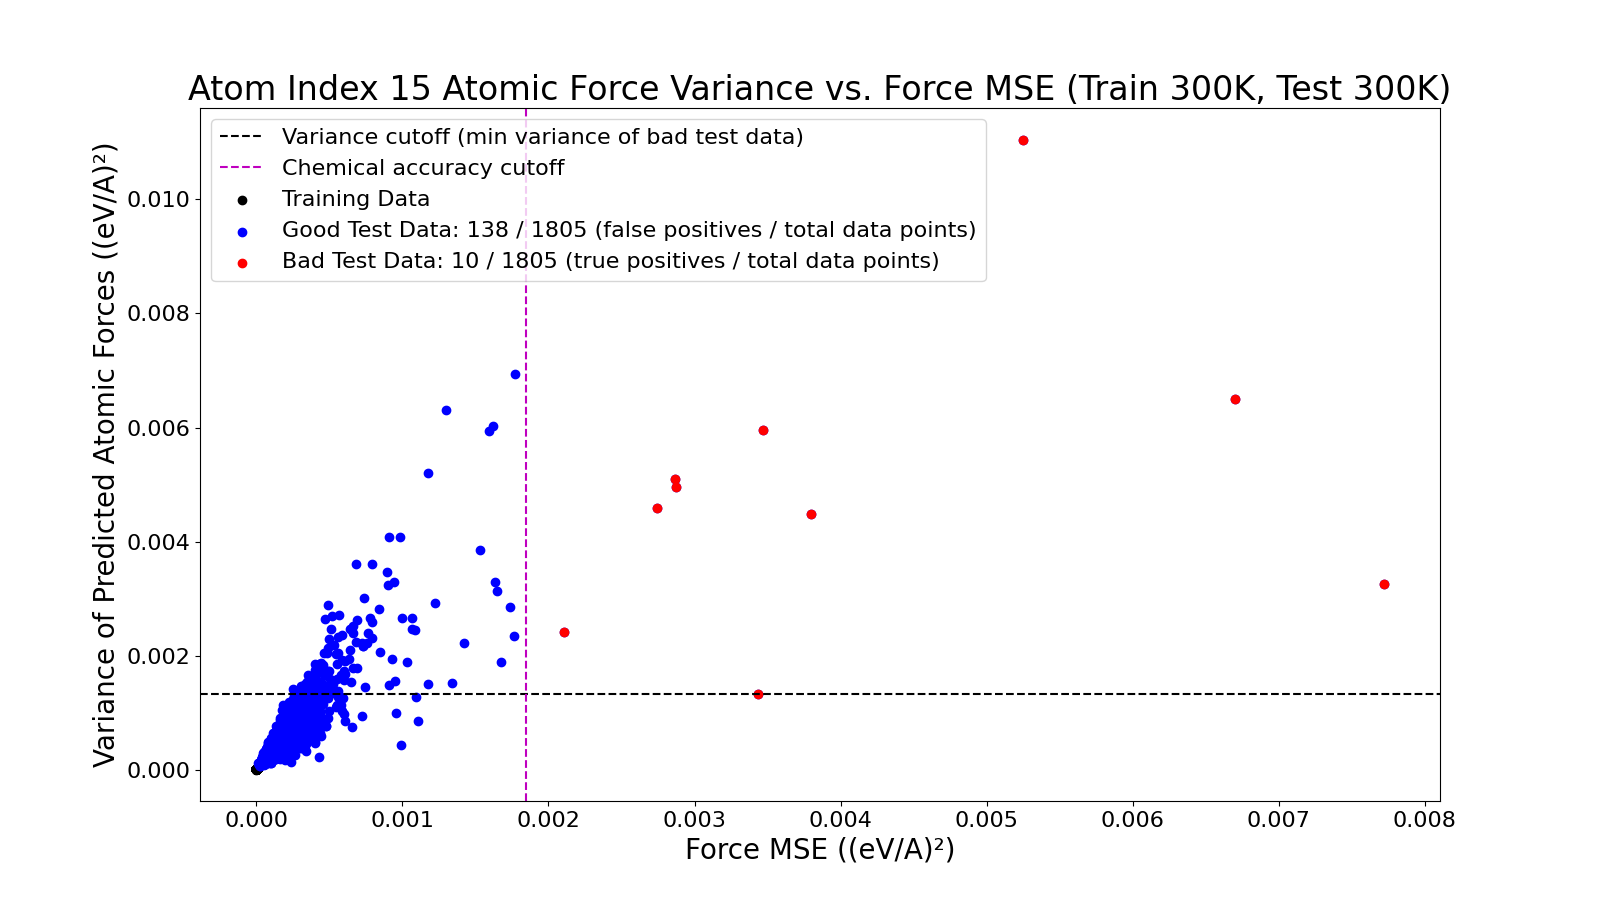 Atom Index 15 Atomic Force Variance vs. Force MSE (Train 300K, Test 300K)
Variance cutoff (min variance of bad test data)
Chemical accuracy cutoff
Training Data
Good Test Data: 138 / 1805 (false positives / total data points)
Bad Test Data: 10 / 1805 (true positives / total data points)
Variance of Predicted Atomic Forces ((eV/A)²)
0.010
0.008
0.006
0.004
0.002
0.000
0.000 0.001 0.002 0.003 0.004 0.005 0.006 0.007 0.008
Force MSE ((eV/A)²)